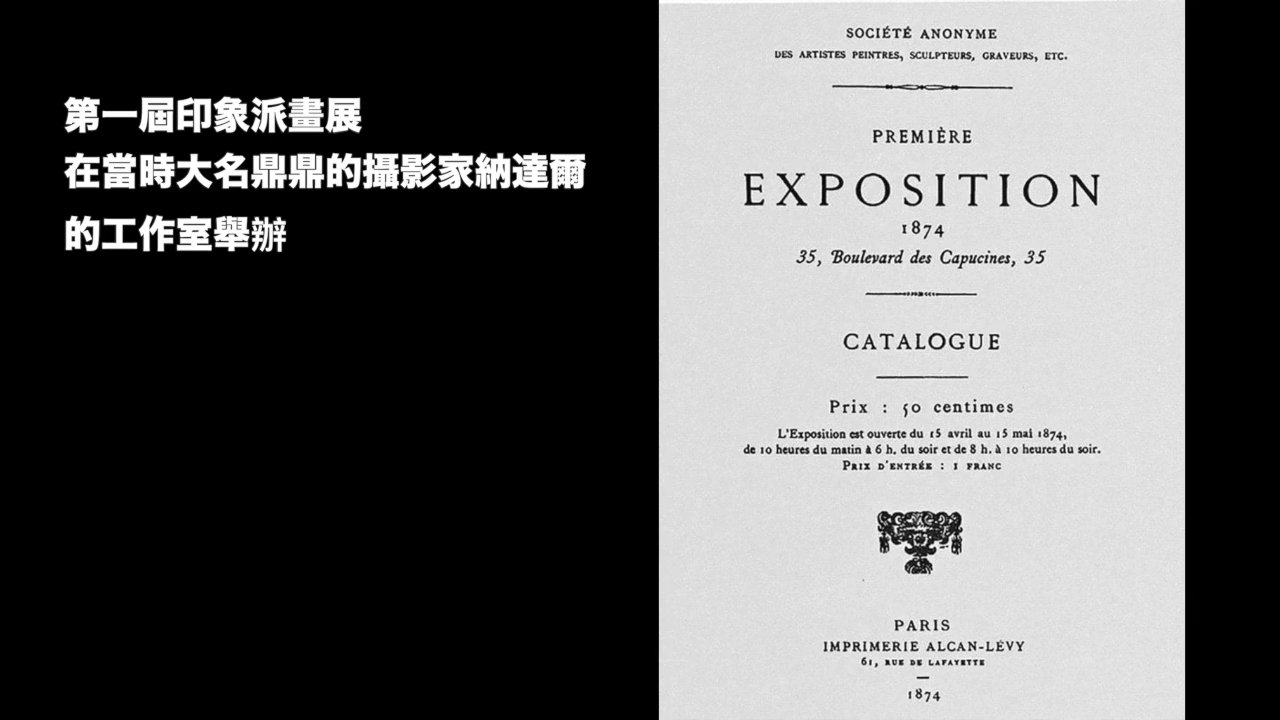 第一屆印象派畫展
在當時大名鼎鼎的攝影家納達爾
的工作室舉辦
SOCIÉTÉ ANONYME
DES ARTISTES PEINTRES, SCULPTEURS, GRAVEURS, ETC.
PREMIÈRE
EXPOSITION
1874
35, Boulevard des Capucines, 35
CATALOGUE
Prix : 50 centimes
L'Exposition est ouverte du 15 avril au 15 mai 1874,
de 10 heures du matin à 6 h. du soir et de 8 h. à 10 heures du soir.
PRIX D'ENTRÉE : 1 FRANC
PARIS
IMPRIMERIE ALCAN-LÉVY
61, RUE DE LAFAYETTE
1874